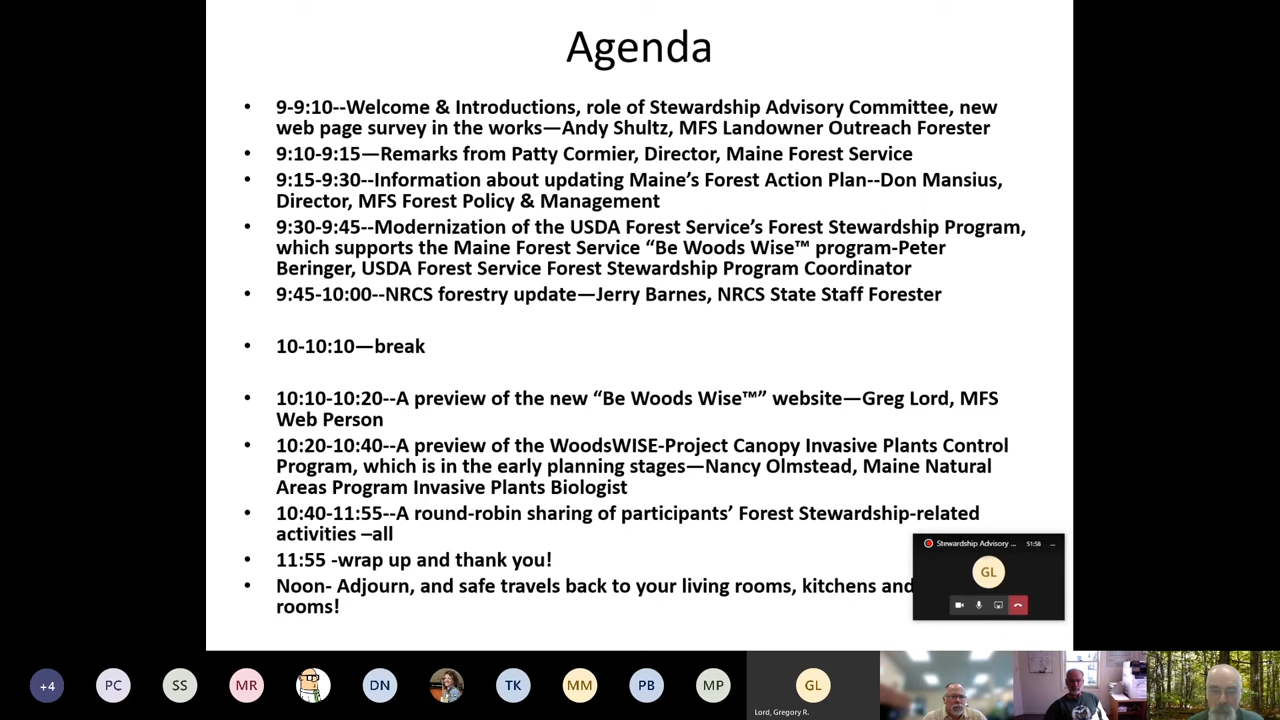 Agenda
• 9-9:10--Welcome & Introductions, role of Stewardship Advisory Committee, new
web page survey in the works—Andy Shultz, MFS Landowner Outreach Forester
• 9:10-9:15—Remarks from Patty Cormier, Director, Maine Forest Service
• 9:15-9:30--Information about updating Maine’s Forest Action Plan--Don Mansius,
Director, MFS Forest Policy & Management
• 9:30-9:45--Modernization of the USDA Forest Service’s Forest Stewardship Program,
which supports the Maine Forest Service “Be Woods Wise™ program-Peter
Beringer, USDA Forest Service Forest Stewardship Program Coordinator
• 9:45-10:00--NRCS forestry update—Jerry Barnes, NRCS State Staff Forester
• 10-10:10—break
• 10:10-10:20--A preview of the new “Be Woods Wise™” website—Greg Lord, MFS
Web Person
• 10:20-10:40--A preview of the WoodsWISE-Project Canopy Invasive Plants Control
Program, which is in the early planning stages—Nancy Olmstead, Maine Natural
Areas Program Invasive Plants Biologist
• 10:40-11:55--A round-robin sharing of participants’ Forest Stewardship-related
activities –all
• 11:55 -wrap up and thank you!
• Noon- Adjourn, and safe travels back to your living rooms, kitchens and
rooms!
Stewardship Advisory ... 51:58 ...
GL
+4 PC SS MR DN TK MM PB MP GL
Lord, Gregory R.